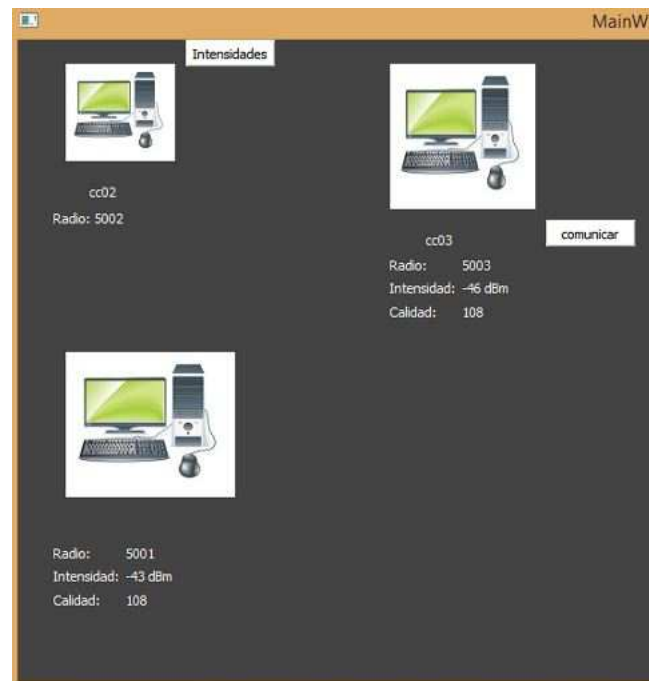 MainW
Intensidades
cc02
Radio: 5002
cc03
comunicar
Radio: 5003
Intensidad: -46 dBm
Calidad: 108
Radio: 5001
Intensidad: -43 dBm
Calidad: 108